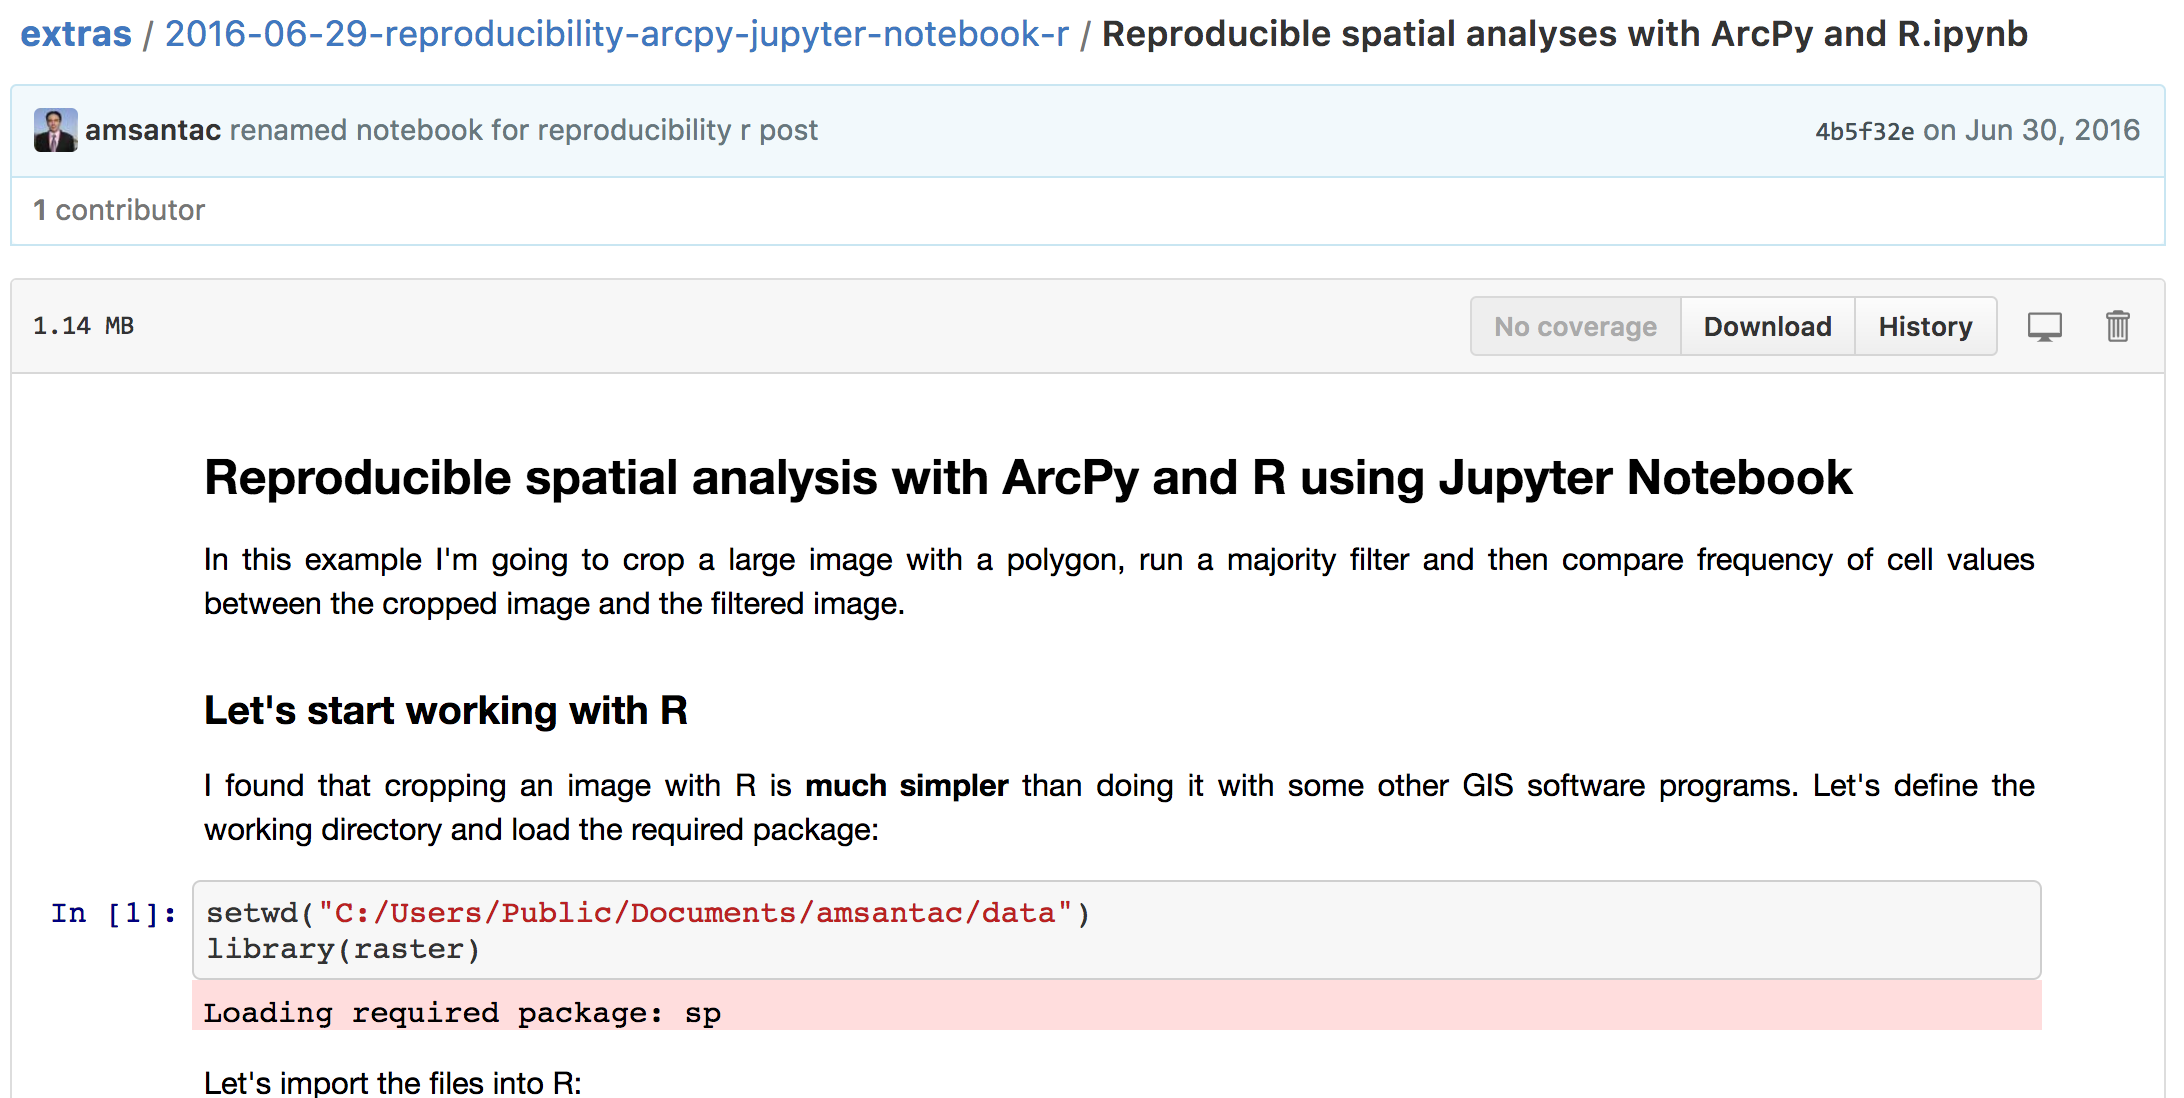 extras / 2016-06-29-reproducibility-arcpy-jupyter-notebook-r / Reproducible spatial analyses with ArcPy and R.ipynb
amsantac renamed notebook for reproducibility r post 4b5f32e on Jun 30, 2016
1 contributor
1.14 MB No coverage Download History
Reproducible spatial analysis with ArcPy and R using Jupyter Notebook
In this example I'm going to crop a large image with a polygon, run a majority filter and then compare frequency of cell values
between the cropped image and the filtered image.
Let's start working with R
I found that cropping an image with R is much simpler than doing it with some other GIS software programs. Let's define the
working directory and load the required package:
In [1]: setwd("C:/Users/Public/Documents/amsantac/data")
library(raster)
Loading required package: sp
Let's import the files into R: